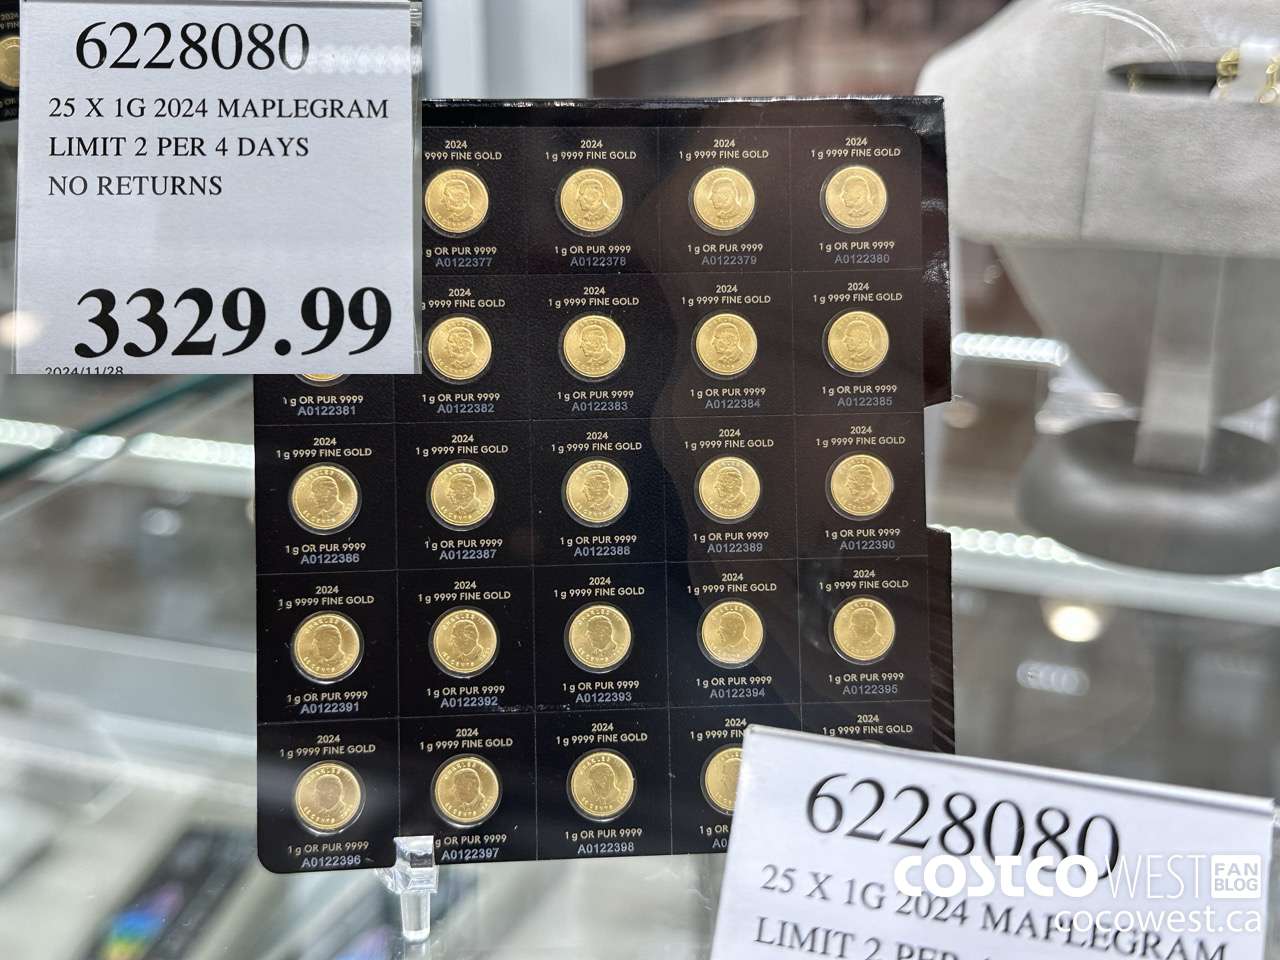 6228080
25 X 1G 2024 MAPLEGRAM
LIMIT 2 PER 4 DAYS
NO RETURNS
3329.99
2024/11/28
2024
9999 FINE GOLD
g OR PUR 9999
A0122377
2024
1 g 9999 FINE GOLD
1 g OR PUR 9999
A0122378
2024
1 g 9999 FINE GOLD
1 g OR PUR 9999
A0122379
2024
1 g 9999 FINE GOLD
1 g OR PUR 9999
A0122380
1 g OR PUR 9999
A0122381
2024
9999 FINE GOLD
1 g OR PUR 9999
A0122382
2024
1 g 9999 FINE GOLD
1 g OR PUR 9999
A0122383
2024
1 g 9999 FINE GOLD
1 g OR PUR 9999
A0122384
2024
1 g 9999 FINE GOLD
1 g OR PUR 9999
A0122385
2024
1 g 9999 FINE GOLD
1 g OR PUR 9999
A0122386
2024
1 g 9999 FINE GOLD
1 g OR PUR 9999
A0122387
2024
1 g 9999 FINE GOLD
1 g OR PUR 9999
A0122388
2024
1 g 9999 FINE GOLD
1 g OR PUR 9999
A0122389
2024
1 g 9999 FINE GOLD
1 g OR PUR 9999
A0122390
2024
1 g 9999 FINE GOLD
1 g OR PUR 9999
A0122391
2024
1 g 9999 FINE GOLD
1 g OR PUR 9999
A0122392
2024
1 g 9999 FINE GOLD
1 g OR PUR 9999
A0122393
2024
1 g 9999 FINE GOLD
1 g OR PUR 9999
A0122394
2024
1 g 9999 FINE GOLD
1 g OR PUR 9999
A0122395
2024
1 g 9999 FINE GOLD
1 g OR PUR 9999
A0122396
2024
1 g 9999 FINE GOLD
g OR PUR 9999
A0122397
2024
1 g 9999 FINE GOLD
1 g OR PUR 9999
A0122398
2024
1 g 9999 FIN
1 g OR
2024
1 g 9999 FINE GOLD
6228080
25 X 1G 2024 MAPLEGRAM
LIMIT 2 PER
COSTCO WEST FAN BLOG
cocowest.ca